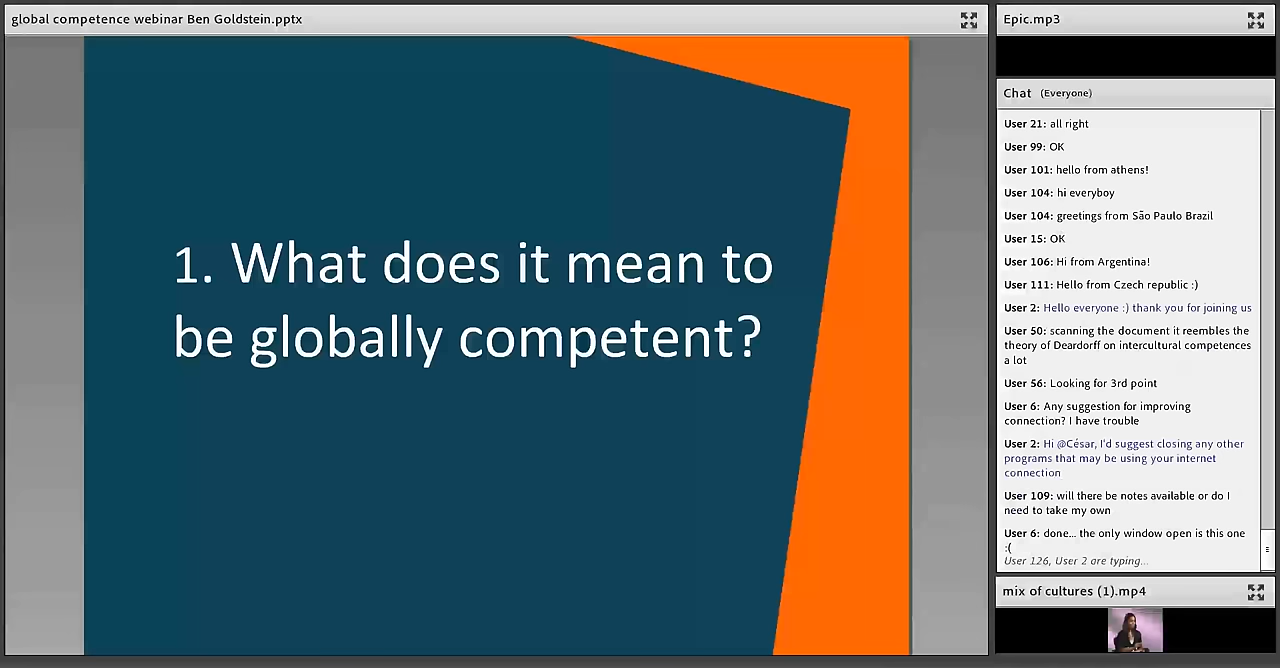 global competence webinar Ben Goldstein.pptx
1. What does it mean to
be globally competent?
Epic.mp3
Chat (Everyone)
User 21: all right
User 99: OK
User 101: hello from athens!
User 104: hi everyboy
User 104: greetings from São Paulo Brazil
User 15: OK
User 106: Hi from Argentina!
User 111: Hello from Czech republic :)
User 2: Hello everyone :) thank you for joining us
User 50: scanning the document it reembles the
theory of Deardorff on intercultural competences
a lot
User 56: Looking for 3rd point
User 6: Any suggestion for improving
connection? I have trouble
User 2: Hi @César, I'd suggest closing any other
programs that may be using your internet
connection
User 109: will there be notes available or do I
need to take my own
User 6: done... the only window open is this one
:(
User 126, User 2 are typing...
mix of cultures (1).mp4